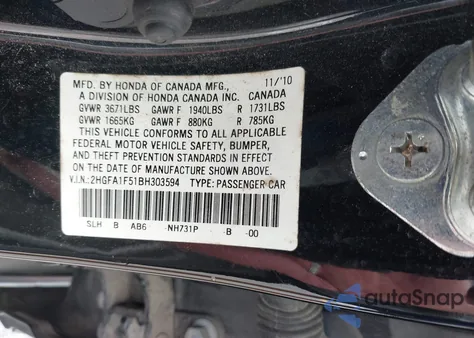 MFD. BY HONDA OF CANADA MFG., 11/'10
A DIVISION OF HONDA CANADA INC. CANADA
GVWR 3671LBS GAWR F 1940LBS R 1731LBS
GVWR 1665KG GAWR F 880KG R 785KG
THIS VEHICLE CONFORMS TO ALL APPLICABLE
FEDERAL MOTOR VEHICLE SAFETY, BUMPER,
AND THEFT PREVENTION STANDARDS IN EFFECT
ON THE DATE OF MANUFACTURE SHOWN ABOVE.
V.I.N.: 2HGFA1F51BH303594 TYPE: PASSENGER CAR
SLH B AB6 NH731P -B -00
autoSnap